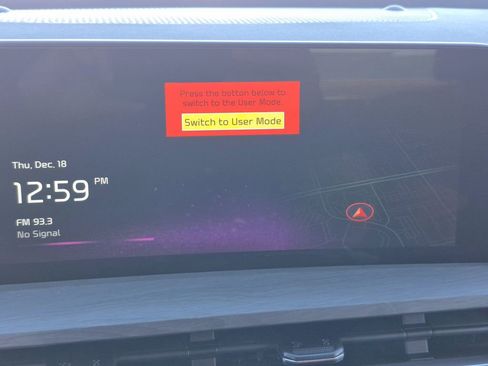 Press the button below to
switch to the User Mode.
Switch to User Mode
Thu, Dec. 18
12:59 PM
FM 93.3
No Signal